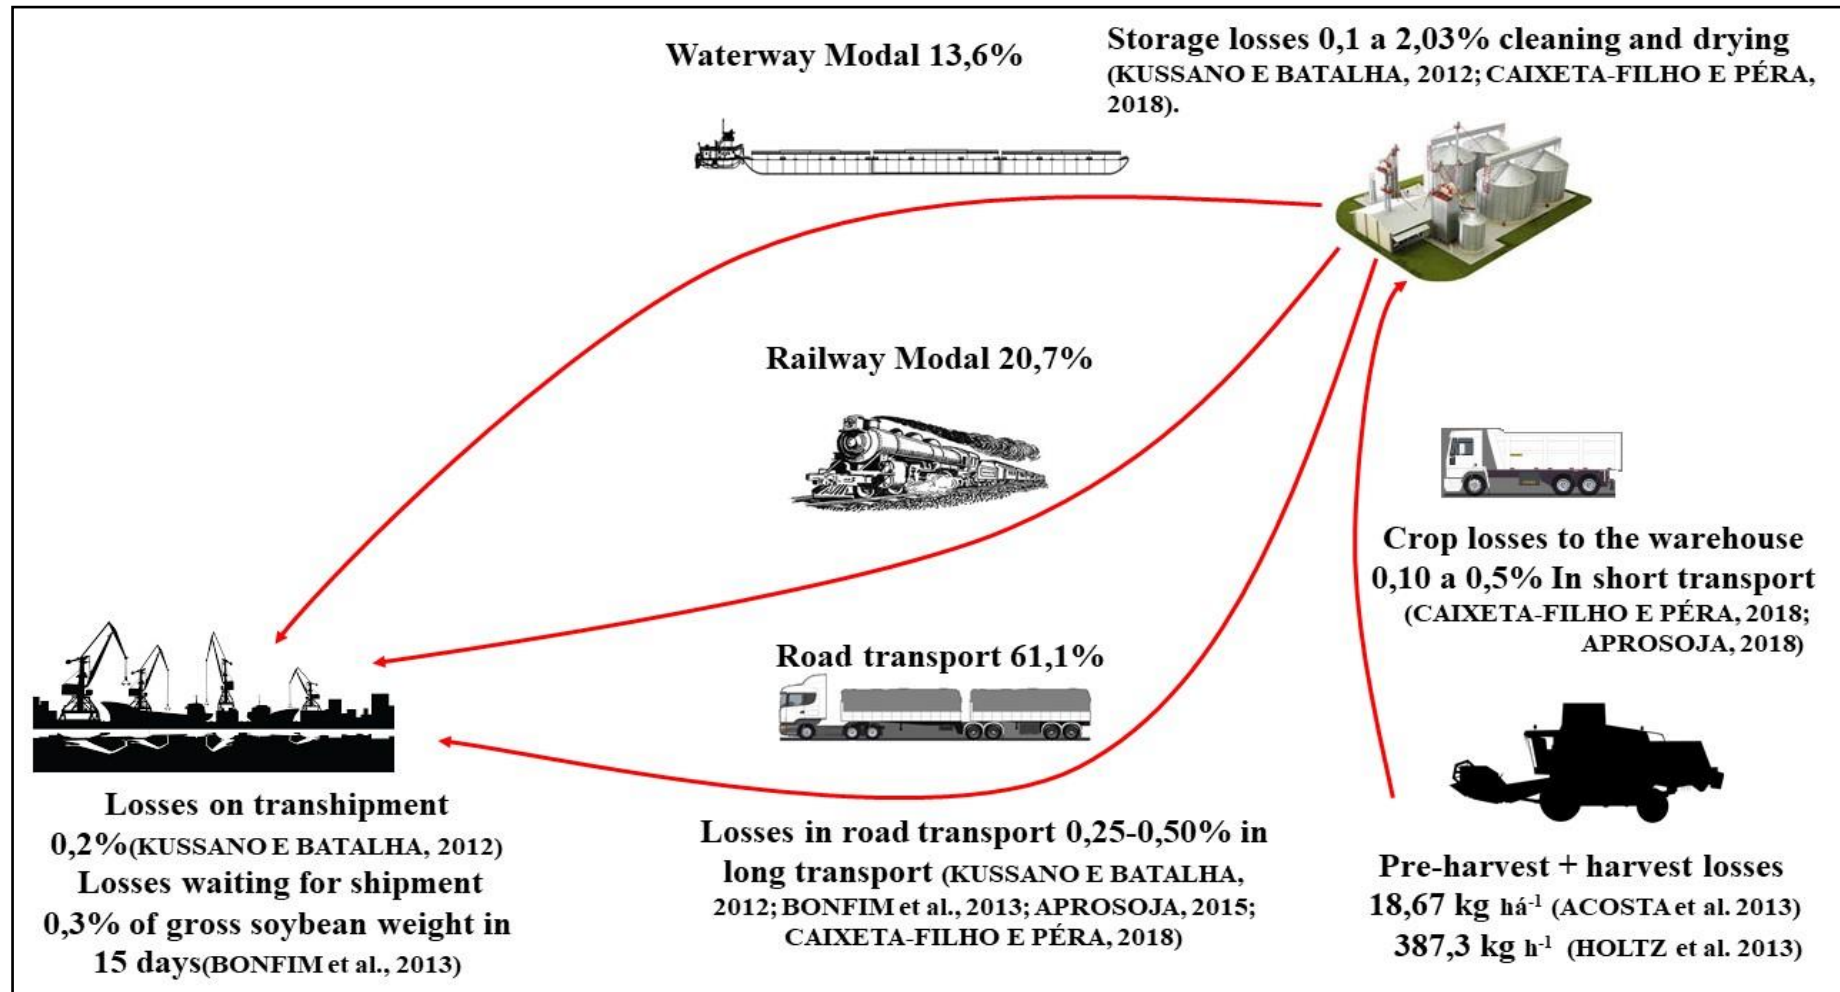 Waterway Modal 13,6%
Storage losses 0,1 a 2,03% cleaning and drying
(KUSSANO E BATALHA, 2012; CAIXETA-FILHO E PÉRA,
2018).
Railway Modal 20,7%
Crop losses to the warehouse
0,10 a 0,5% In short transport
(CAIXETA-FILHO E PÉRA, 2018;
APROSOJA, 2018)
Road transport 61,1%
Losses on transhipment
0,2%(KUSSANO E BATALHA, 2012)
Losses waiting for shipment
0,3% of gross soybean weight in
15 days(BONFIM et al., 2013)
Losses in road transport 0,25-0,50% in
long transport (KUSSANO E BATALHA,
2012; BONFIM et al., 2013; APROSOJA, 2015;
CAIXETA-FILHO E PÉRA, 2018)
Pre-harvest + harvest losses
18,67 kg há⁻¹ (ACOSTA et al. 2013)
387,3 kg h⁻¹ (HOLTZ et al. 2013)